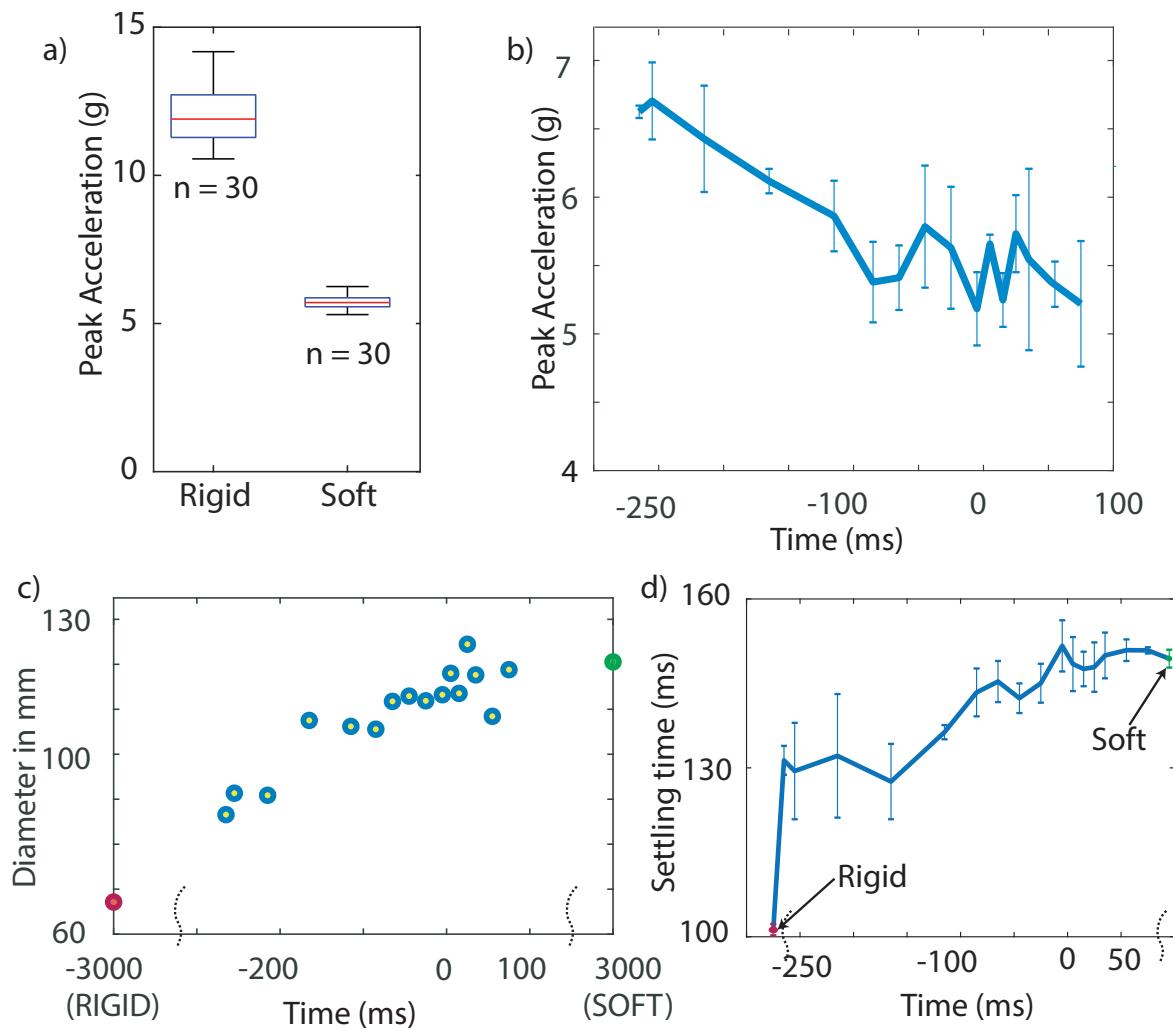 a)
Peak Acceleration (g)
15
10
5
0
n = 30
n = 30
Rigid
Soft
b)
Peak Acceleration (g)
7
6
5
4
-250
-100
0
100
Time (ms)
c)
Diameter in mm
130
100
60
-3000
-200
0
100
3000
(RIGID)
Time (ms)
(SOFT)
d)
Settling time (ms)
160
130
100
Soft
Rigid
-250
-100
0
50
Time (ms)